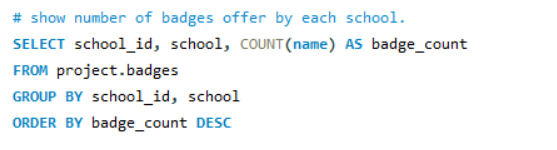 # show number of badges offer by each school.
SELECT school_id, school, COUNT(name) AS badge_count
FROM project.badges
GROUP BY school_id, school
ORDER BY badge_count DESC